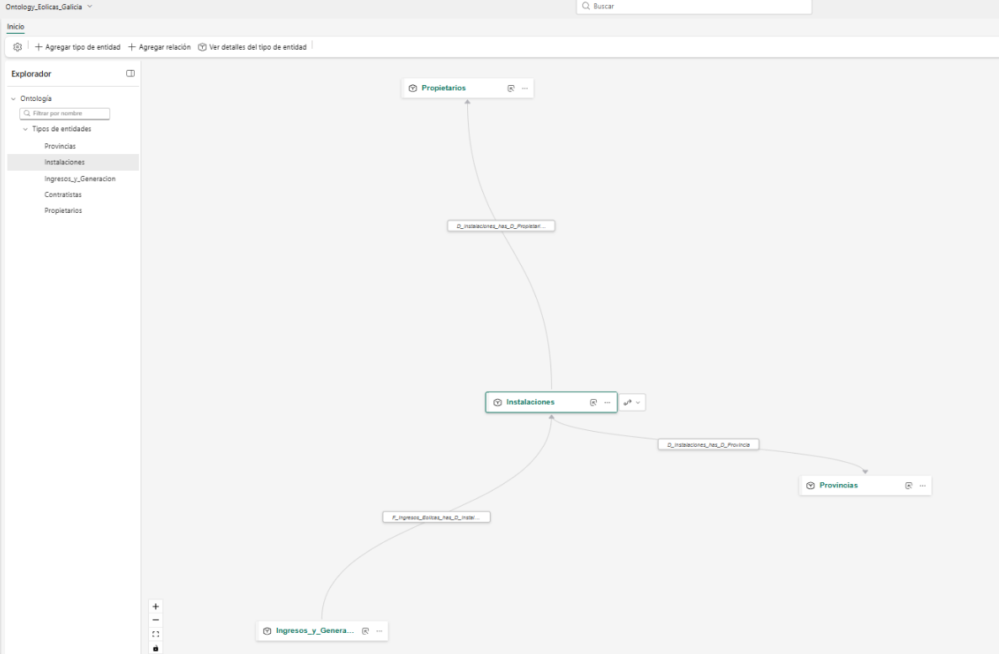 Ontology_Eolicas_Galicia
Buscar
Inicio
Agregar tipo de entidad
Agregar relación
Ver detalles del tipo de entidad
Explorador
Ontología
Filtrar por nombre
Tipos de entidades
Provincias
Instalaciones
Ingresos_y_Generacion
Contratistas
Propietarios
Propietarios
D_Instalaciones_has_D_Propietari...
Instalaciones
D_Instalaciones_has_D_Provincia
Provincias
F_Ingresos_Eolicas_has_D_Instal...
Ingresos_y_Genera...